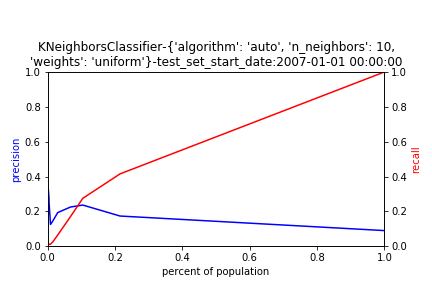 KNeighborsClassifier-{'algorithm': 'auto', 'n_neighbors': 10,
'weights': 'uniform'}-test_set_start_date:2007-01-01 00:00:00
1.0
0.8
0.6
0.4
0.2
0.0
precision
1.0
0.8
0.6
0.4
0.2
0.0
recall
0.0 0.2 0.4 0.6 0.8 1.0
percent of population